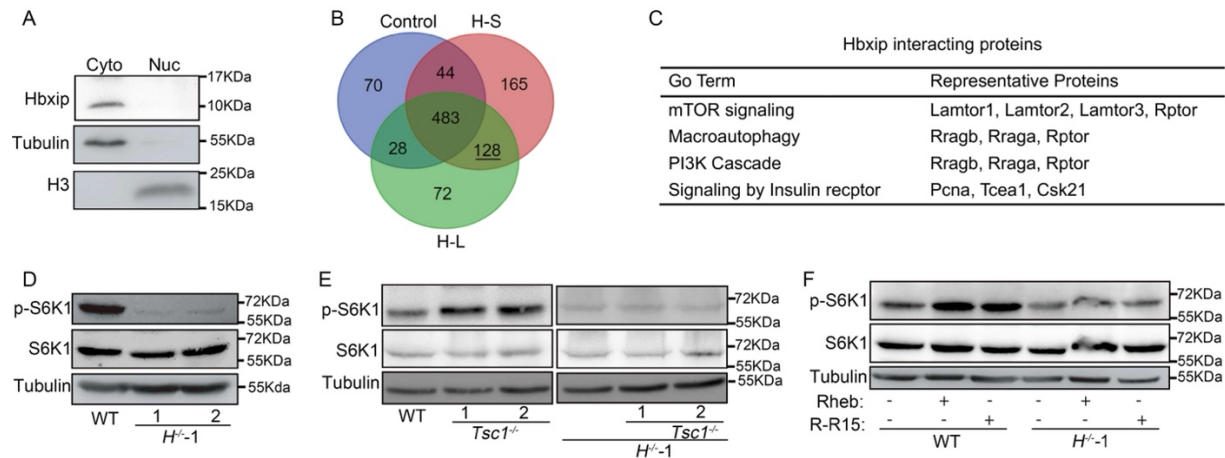 A
Cyto Nuc
Hbxip
17KDa
10KDa
Tubulin
55KDa
H3
25KDa
15KDa
B
Control
H-S
70
44
165
483
28
128
72
H-L
C
Hbxip interacting proteins
Go Term Representative Proteins
mTOR signaling Lamtor1, Lamtor2, Lamtor3, Rptor
Macroautophagy Rragb, Rraga, Rptor
PI3K Cascade Rragb, Rraga, Rptor
Signaling by Insulin recptor Pcna, Tcea1, Csk21
D
p-S6K1
72KDa
55KDa
S6K1
72KDa
55KDa
Tubulin
55Kda
WT 1 2
H-/--1
E
p-S6K1
72KDa
55KDa
S6K1
72KDa
55KDa
Tubulin
55KDa
WT 1 2 1 2
Tsc1-/- Tsc1-/-
H-/--1
F
p-S6K1
72KDa
55KDa
S6K1
72KDa
55KDa
Tubulin
55KDa
Rheb: - + - - + -
R-R15: - - + - - +
WT H-/--1